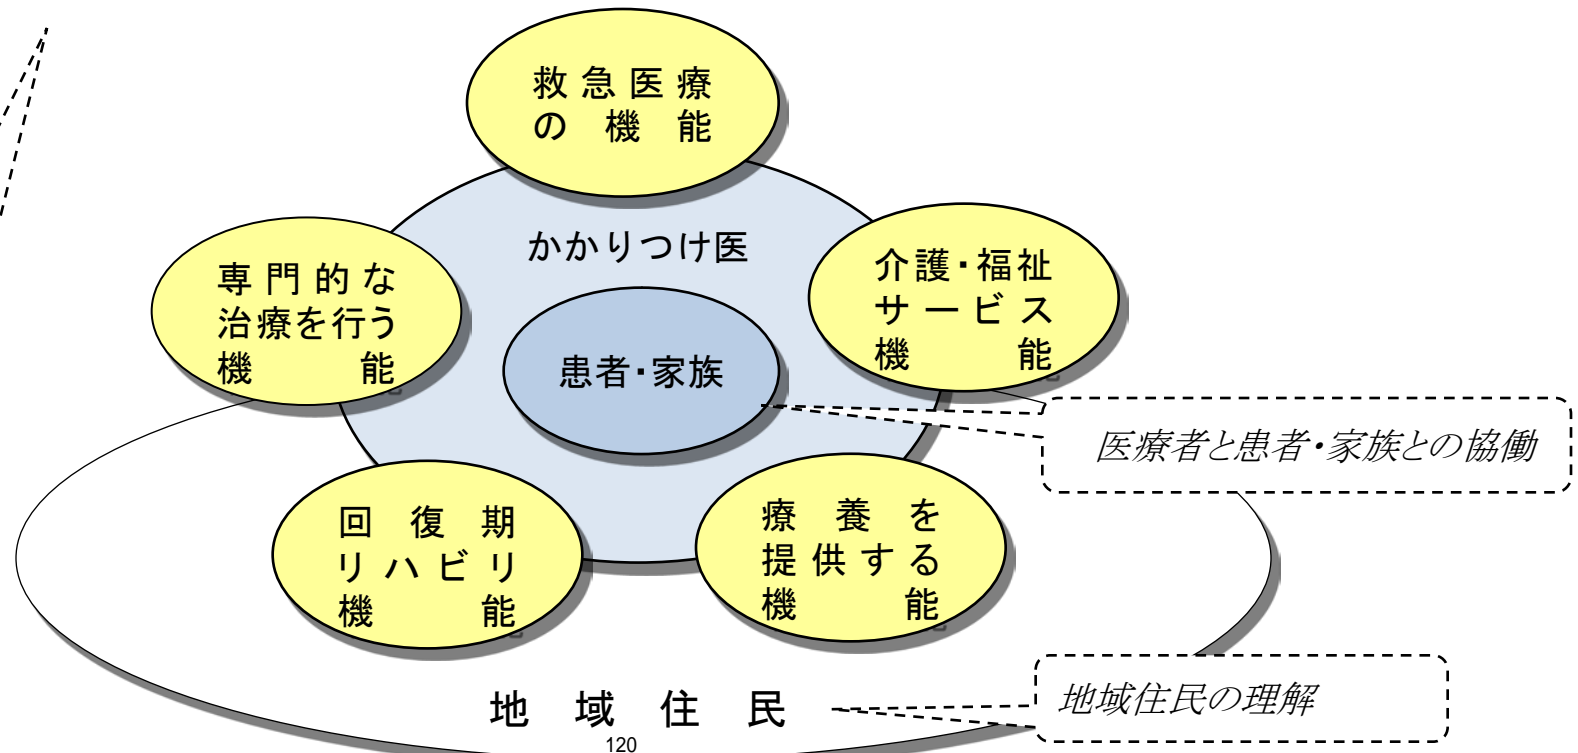 救急医療
の機能
かかりつけ医
専門的な
治療を行う
機能
介護・福祉
サービス
機能
患者・家族
医療者と患者・家族との協働
回復期
リハビリ
機能
療養を
提供する
機能
地域住民
地域住民の理解
120